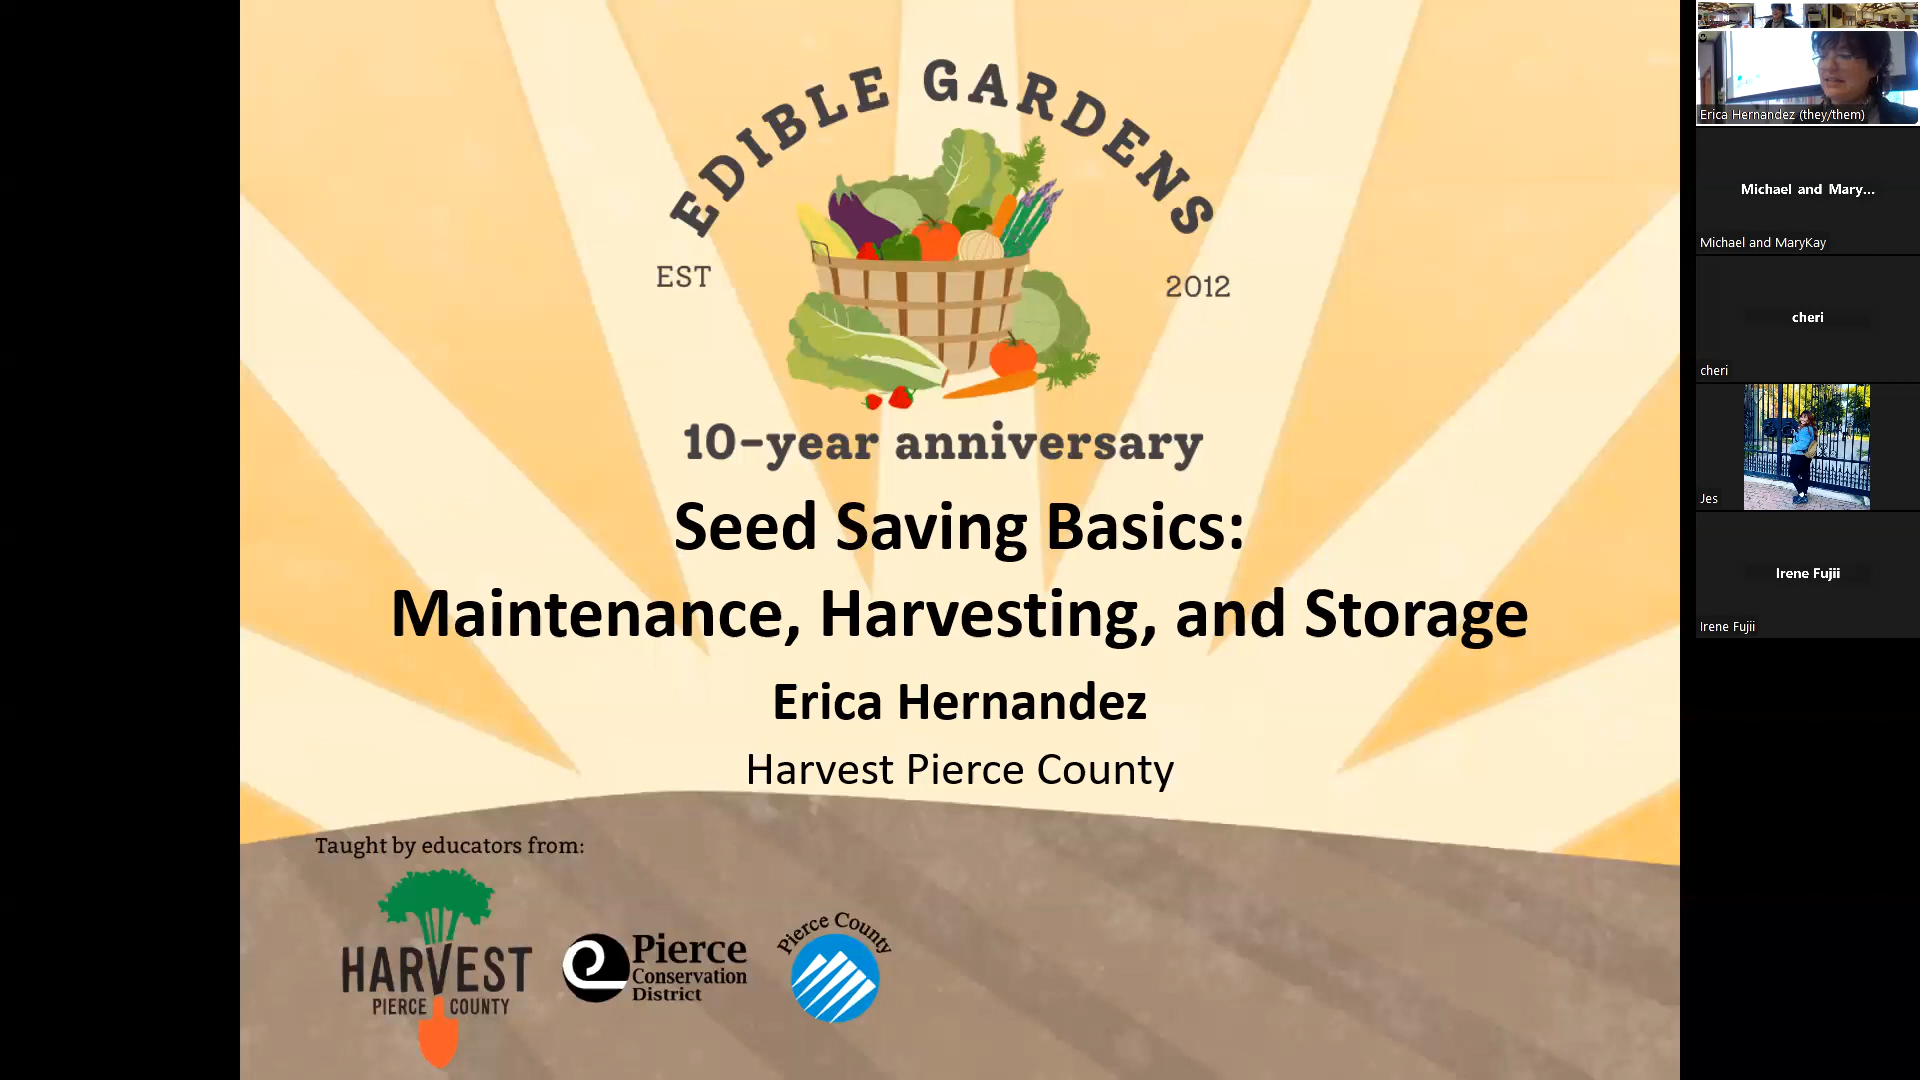 EDIBLE GARDENS
EST
2012
10-year anniversary
Seed Saving Basics:
Maintenance, Harvesting, and Storage
Erica Hernandez
Harvest Pierce County
Taught by educators from:
HARVEST
PIERCE COUNTY
Pierce
Conservation
District
Pierce County
Erica Hernandez (they/them)
Michael and Mary...
Michael and MaryKay
cheri
cheri
Jes
Irene Fujii
Irene Fujii